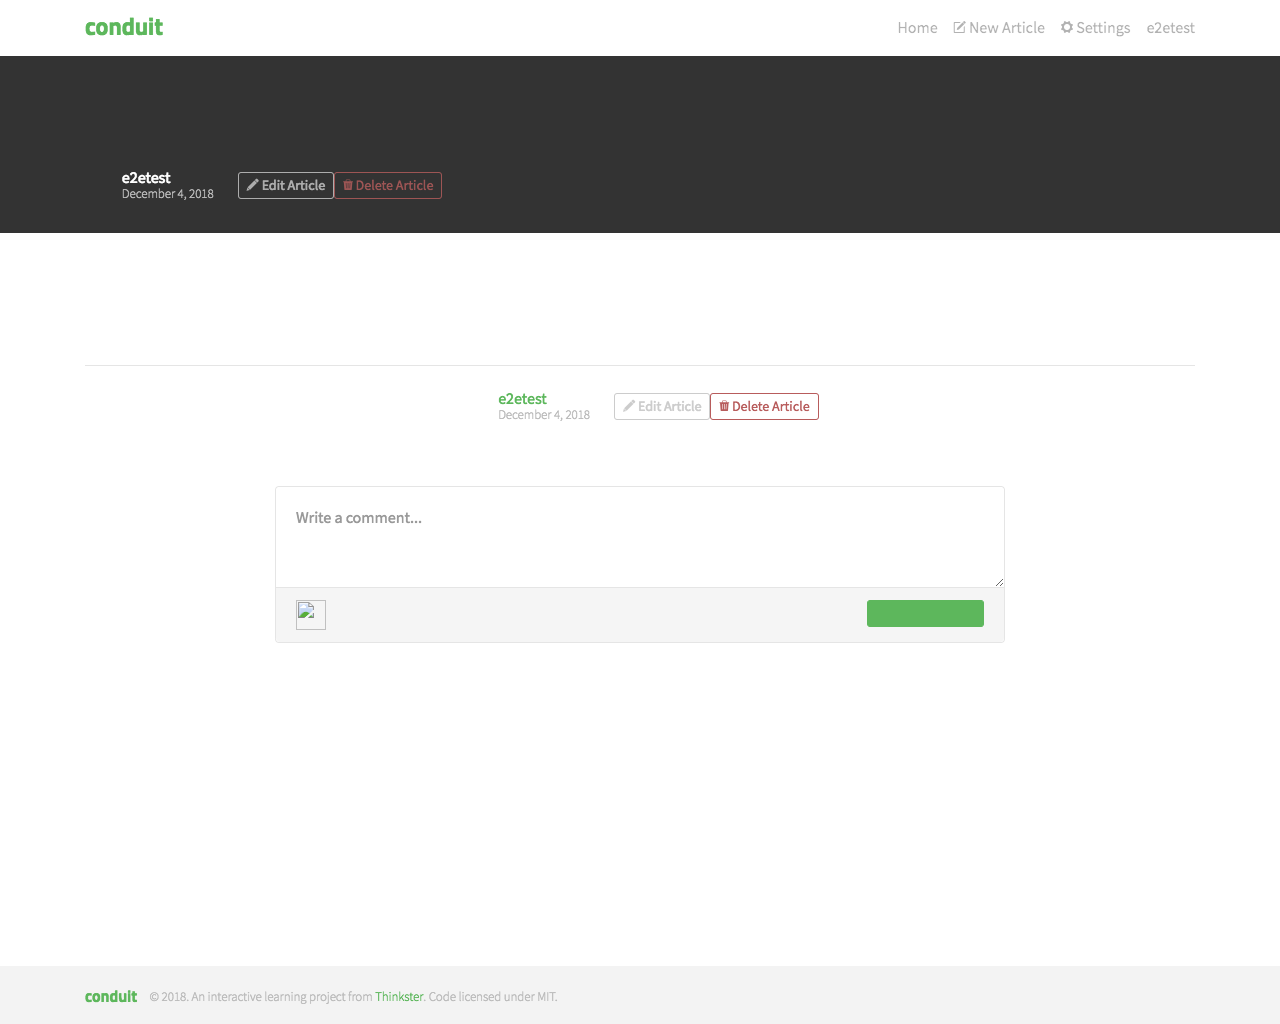 conduit
Home New Article Settings e2etest
e2etest
December 4, 2018
Edit Article Delete Article
e2etest
December 4, 2018
Edit Article Delete Article
Write a comment...
conduit © 2018. An interactive learning project from Thinkster. Code licensed under MIT.